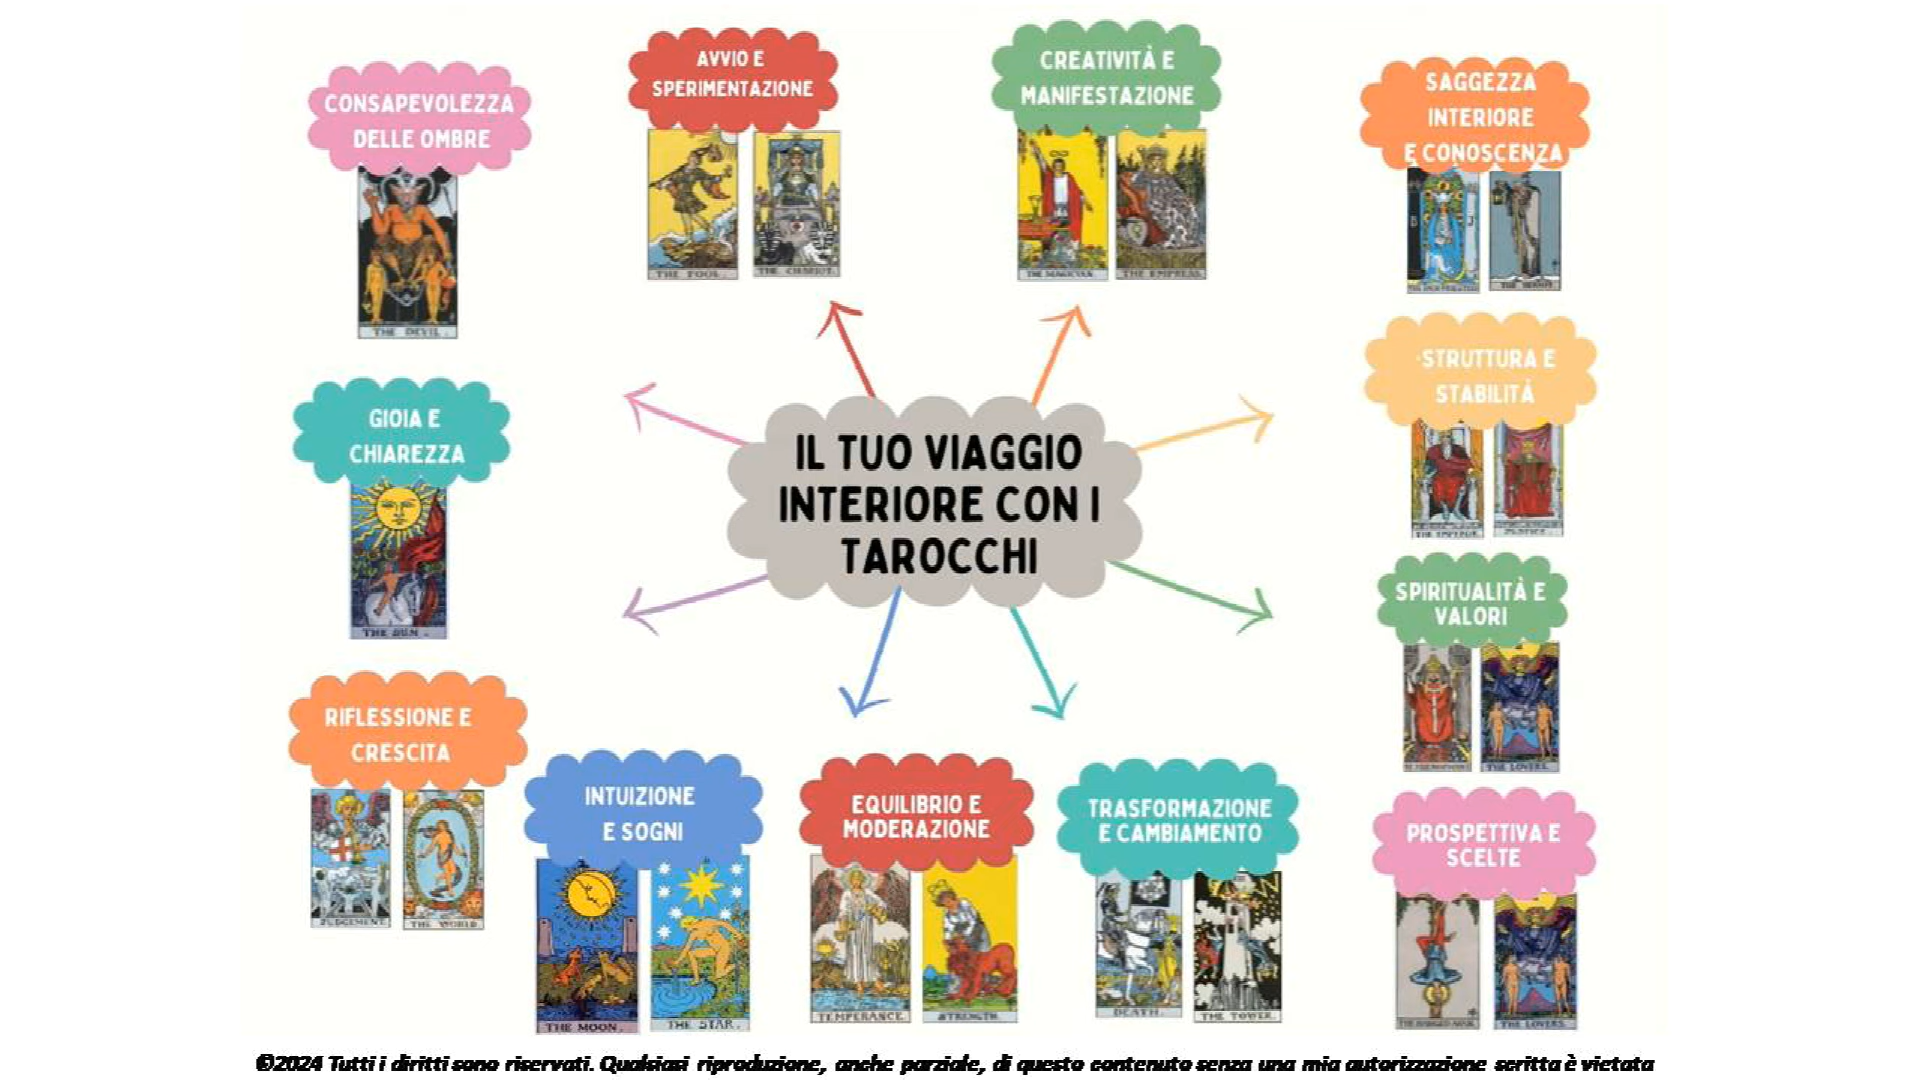 CONSAPEVOLEZZA
DELLE OMBRE
THE DEVIL.
AVVIO E
SPERIMENTAZIONE
THE FOOL.
THE CHARIOT.
CREATIVITÀ E
MANIFESTAZIONE
THE MAGICIAN.
THE EMPRESS.
SAGGEZZA
INTERIORE
E CONOSCENZA
B
J
THE HERMIT.
GIOIA E
CHIAREZZA
THE SUN.
IL TUO VIAGGIO
INTERIORE CON I
TAROCCHI
STRUTTURA E
STABILITÀ
THE EMPEROR.
JUSTICE.
SPIRITUALITÀ E
VALORI
THE LOVERS.
RIFLESSIONE E
CRESCITA
JUDGEMENT.
THE WORLD.
INTUIZIONE
E SOGNI
THE MOON.
THE STAR.
EQUILIBRIO E
MODERAZIONE
TEMPERANCE.
STRENGTH.
TRASFORMAZIONE
E CAMBIAMENTO
DEATH.
THE TOWER.
PROSPETTIVA E
SCELTE
THE HANGED MAN.
THE LOVERS.
©2024 Tutti i diritti sono riservati. Qualsiasi riproduzione, anche parziale, di questo contenuto senza una mia autorizzazione scritta è vietata